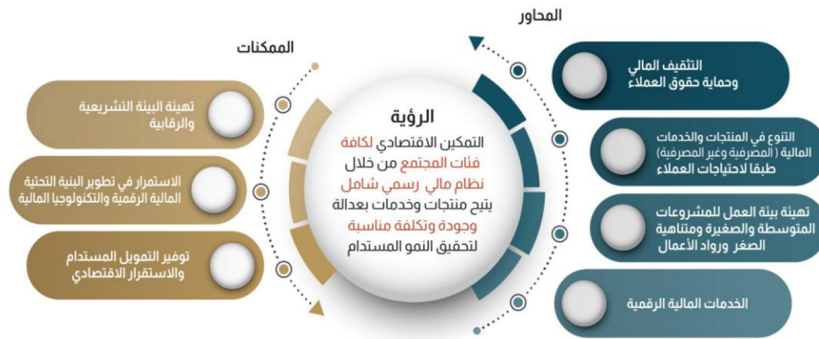 المحاور
التثقيف المالي
وحماية حقوق العملاء
التنوع في المنتجات والخدمات
المالية (المصرفية وغير المصرفية)
طبقا لاحتياجات العملاء
تهيئة بيئة العمل للمشروعات
المتوسطة والصغيرة ومتناهية
الصغر ورواد الأعمال
الخدمات المالية الرقمية
الرؤية
التمكين الاقتصادي لكافة
فئات المجتمع من خلال
نظام مالي رسمي شامل
يتيح منتجات وخدمات بعدالة
وجودة وتكلفة مناسبة
لتحقيق النمو المستدام
الممكنات
تهيئة البيئة التشريعية
والرقابية
الاستمرار في تطوير البنية التحتية
المالية الرقمية والتكنولوجيا المالية
توفير التمويل المستدام
والاستقرار الاقتصادي